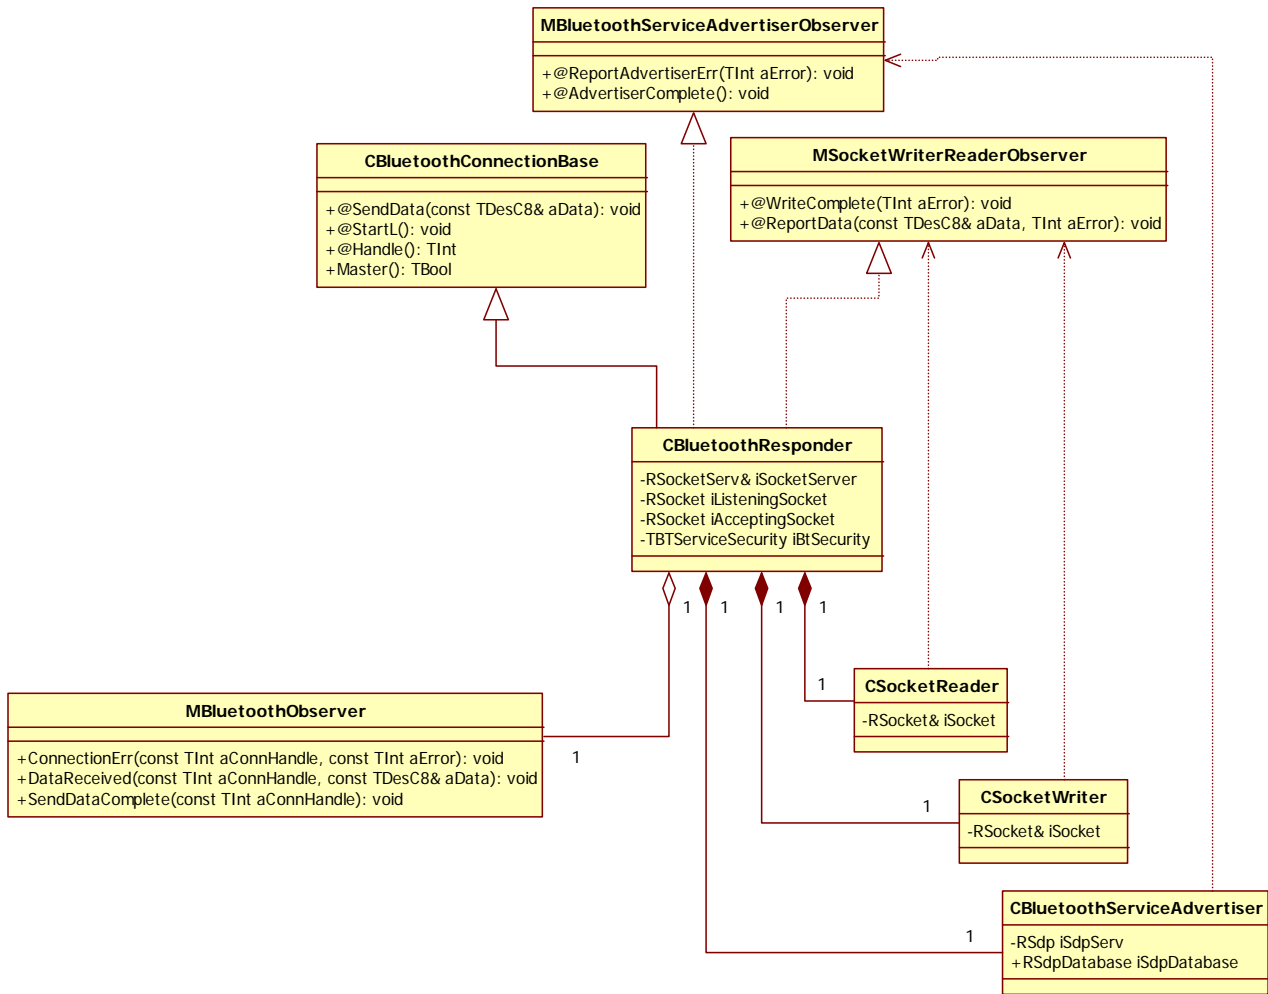 MBluetoothServiceAdvertiserObserver
+@ReportAdvertiserErr(TInt aError): void
+@AdvertiserComplete(): void
CBluetoothConnectionBase
+@SendData(const TDesC8& aData): void
+@StartL(): void
+@Handle(): TInt
+Master(): TBool
MSocketWriterReaderObserver
+@WriteComplete(TInt aError): void
+@ReportData(const TDesC8& aData, TInt aError): void
CBluetoothResponder
-RSocketServ& iSocketServer
-RSocket iListeningSocket
-RSocket iAcceptingSocket
-TBTServiceSecurity iBtSecurity
1 1 1 1
1
CSocketReader
-RSocket& iSocket
MBluetoothObserver
+ConnectionErr(const TInt aConnHandle, const TInt aError): void
+DataReceived(const TInt aConnHandle, const TDesC8& aData): void
+SendDataComplete(const TInt aConnHandle): void
1
1
CSocketWriter
-RSocket& iSocket
1
CBluetoothServiceAdvertiser
-RSdp iSdpServ
+RSdpDatabase iSdpDatabase